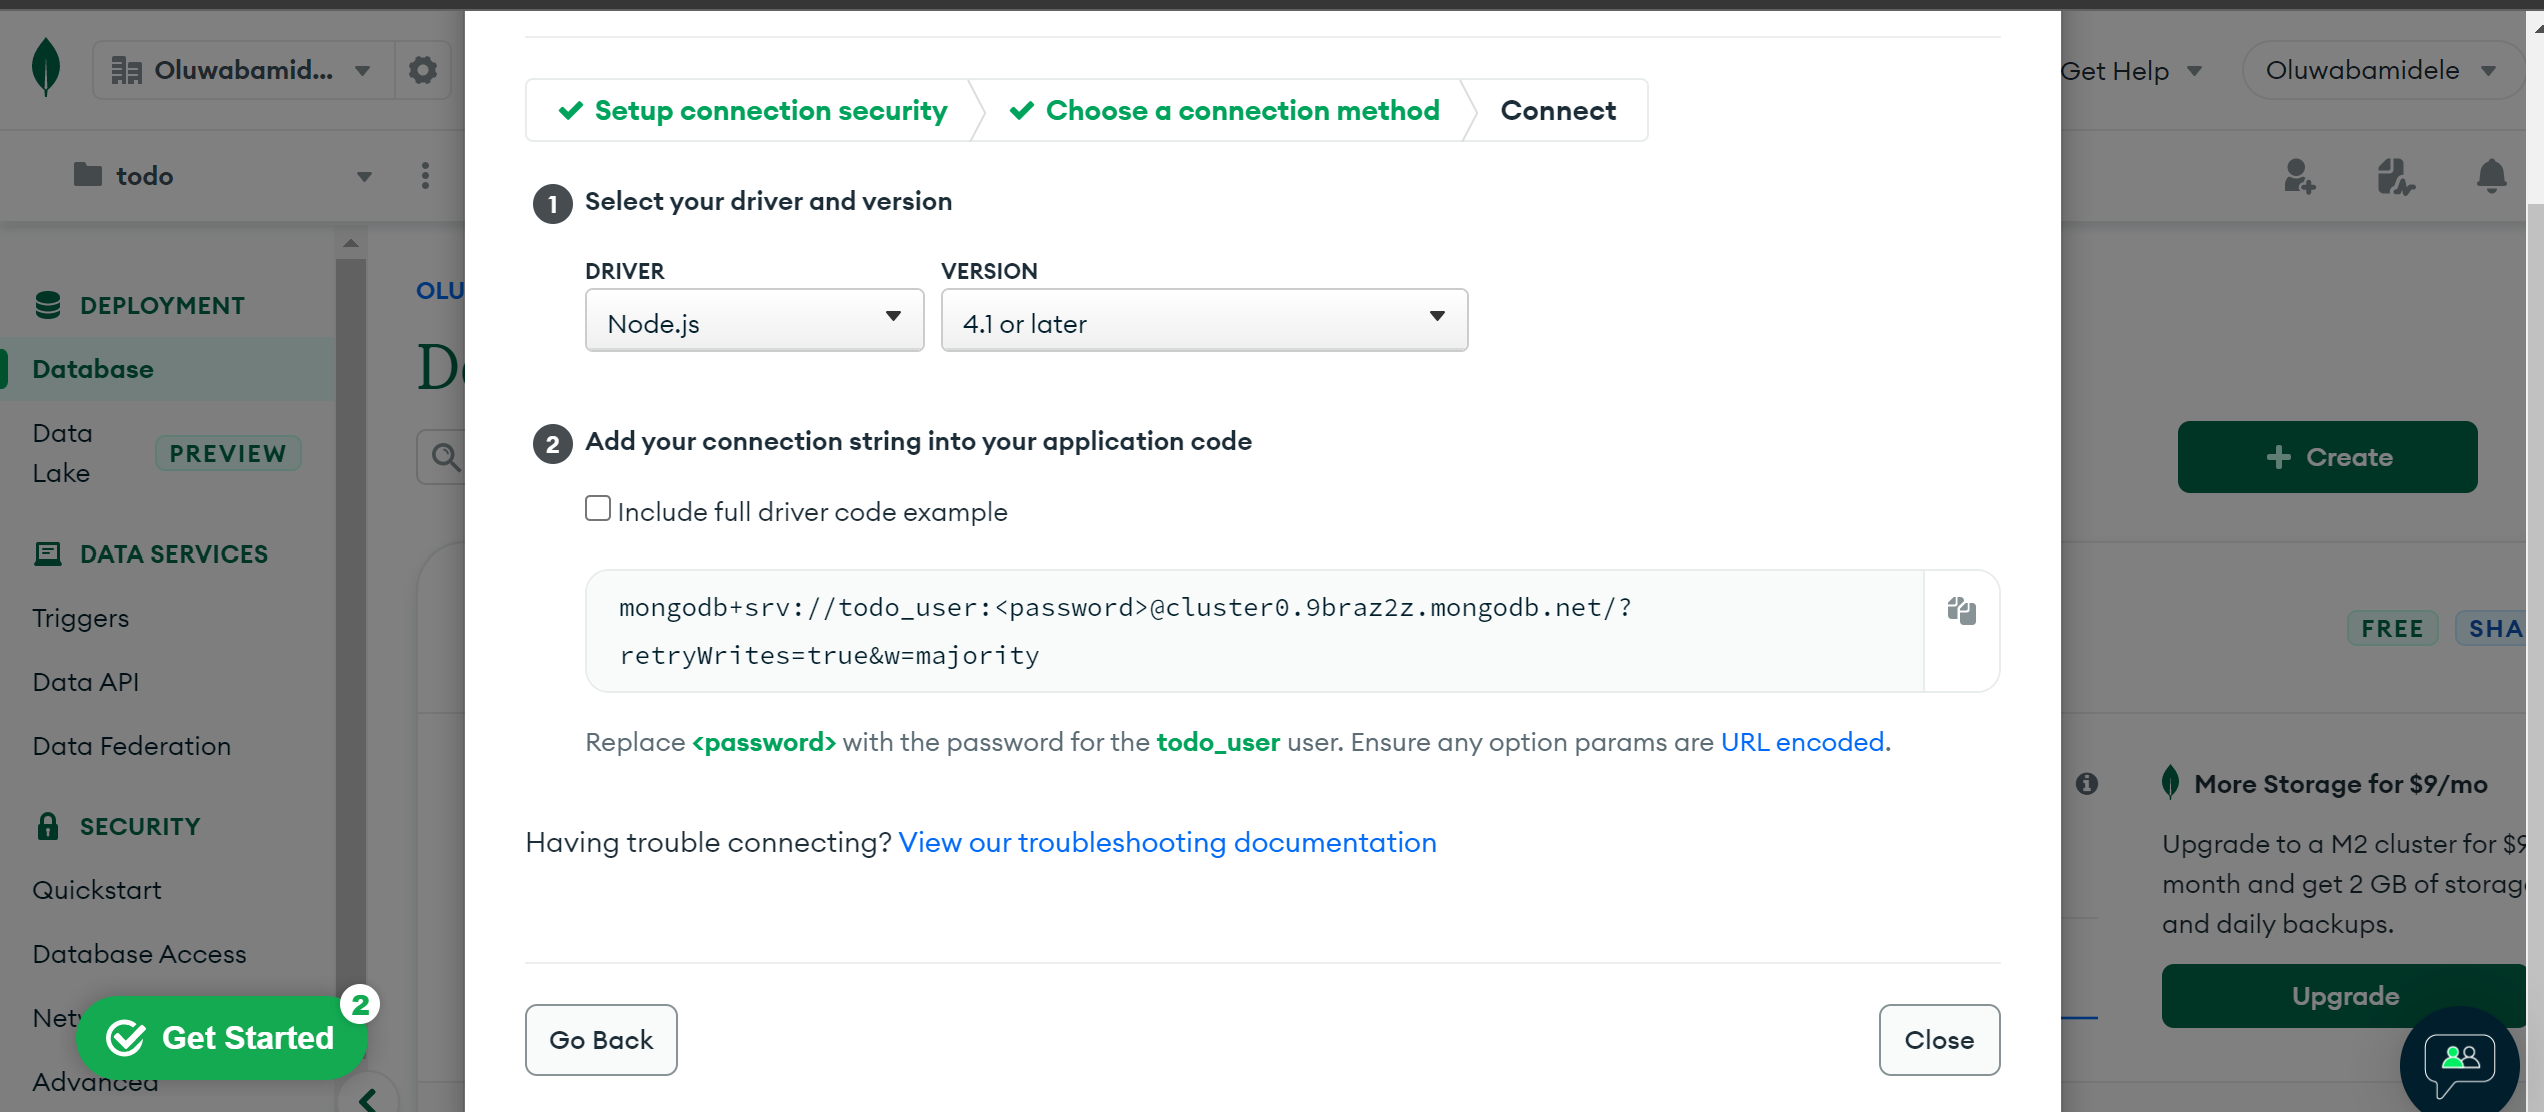 Oluwabamid...
Get Help
Oluwabamidele
Setup connection security
Choose a connection method
Connect
todo
1 Select your driver and version
DRIVER
VERSION
Node.js
4.1 or later
OLU
DEPLOYMENT
Database
Data
Lake
PREVIEW
2 Add your connection string into your application code
Create
Include full driver code example
DATA SERVICES
mongodb+srv://todo_user:<password>@cluster0.9braz2z.mongodb.net/?
retryWrites=true&w=majority
Triggers
FREE
SHA
Data API
Data Federation
Replace <password> with the password for the todo_user user. Ensure any option params are URL encoded.
More Storage for $9/mo
SECURITY
Having trouble connecting? View our troubleshooting documentation
Upgrade to a M2 cluster for $9
month and get 2 GB of storag
and daily backups.
Quickstart
Database Access
Upgrade
2
Get Started
Go Back
Close
Advanced